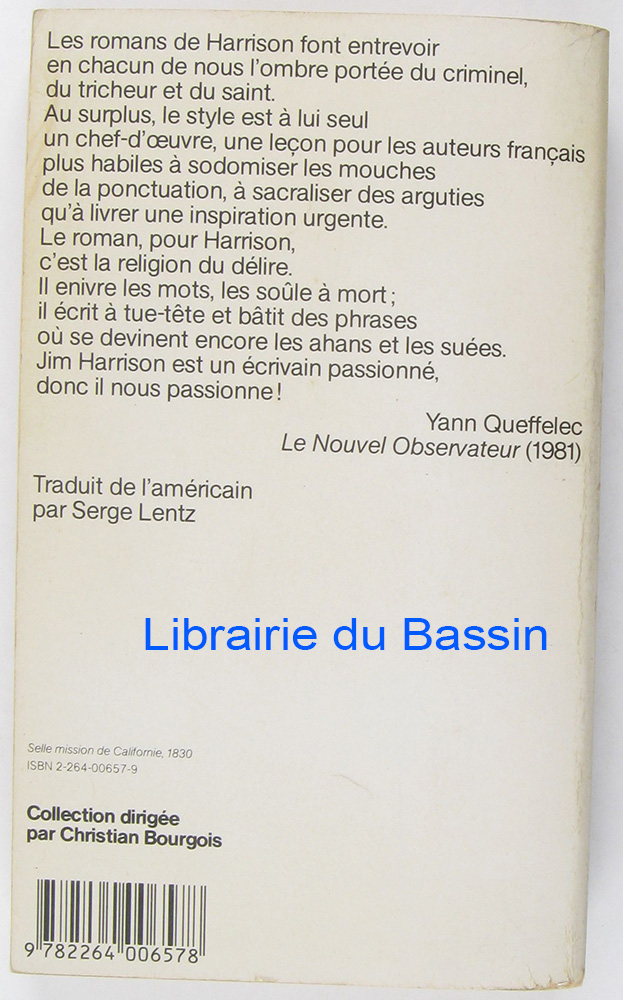 Les romans de Harrison font entrevoir
en chacun de nous l'ombre portée du criminel,
du tricheur et du saint.
Au surplus, le style est à lui seul
un chef-d'œuvre, une leçon pour les auteurs français
plus habiles à sodomiser les mouches
de la ponctuation, à sacraliser des arguties
qu'à livrer une inspiration urgente.
Le roman, pour Harrison,
c'est la religion du délire.
Il enivre les mots, les soûle à mort ;
il écrit à tue-tête et bâtit des phrases
où se devinent encore les ahans et les suées.
Jim Harrison est un écrivain passionné,
donc il nous passionne !
Yann Queffelec
Le Nouvel Observateur (1981)
Traduit de l'américain
par Serge Lentz
Librairie du Bassin
Selle mission de Californie, 1830
ISBN 2-264-00657-9
Collection dirigée
par Christian Bourgois
9 782264 006578